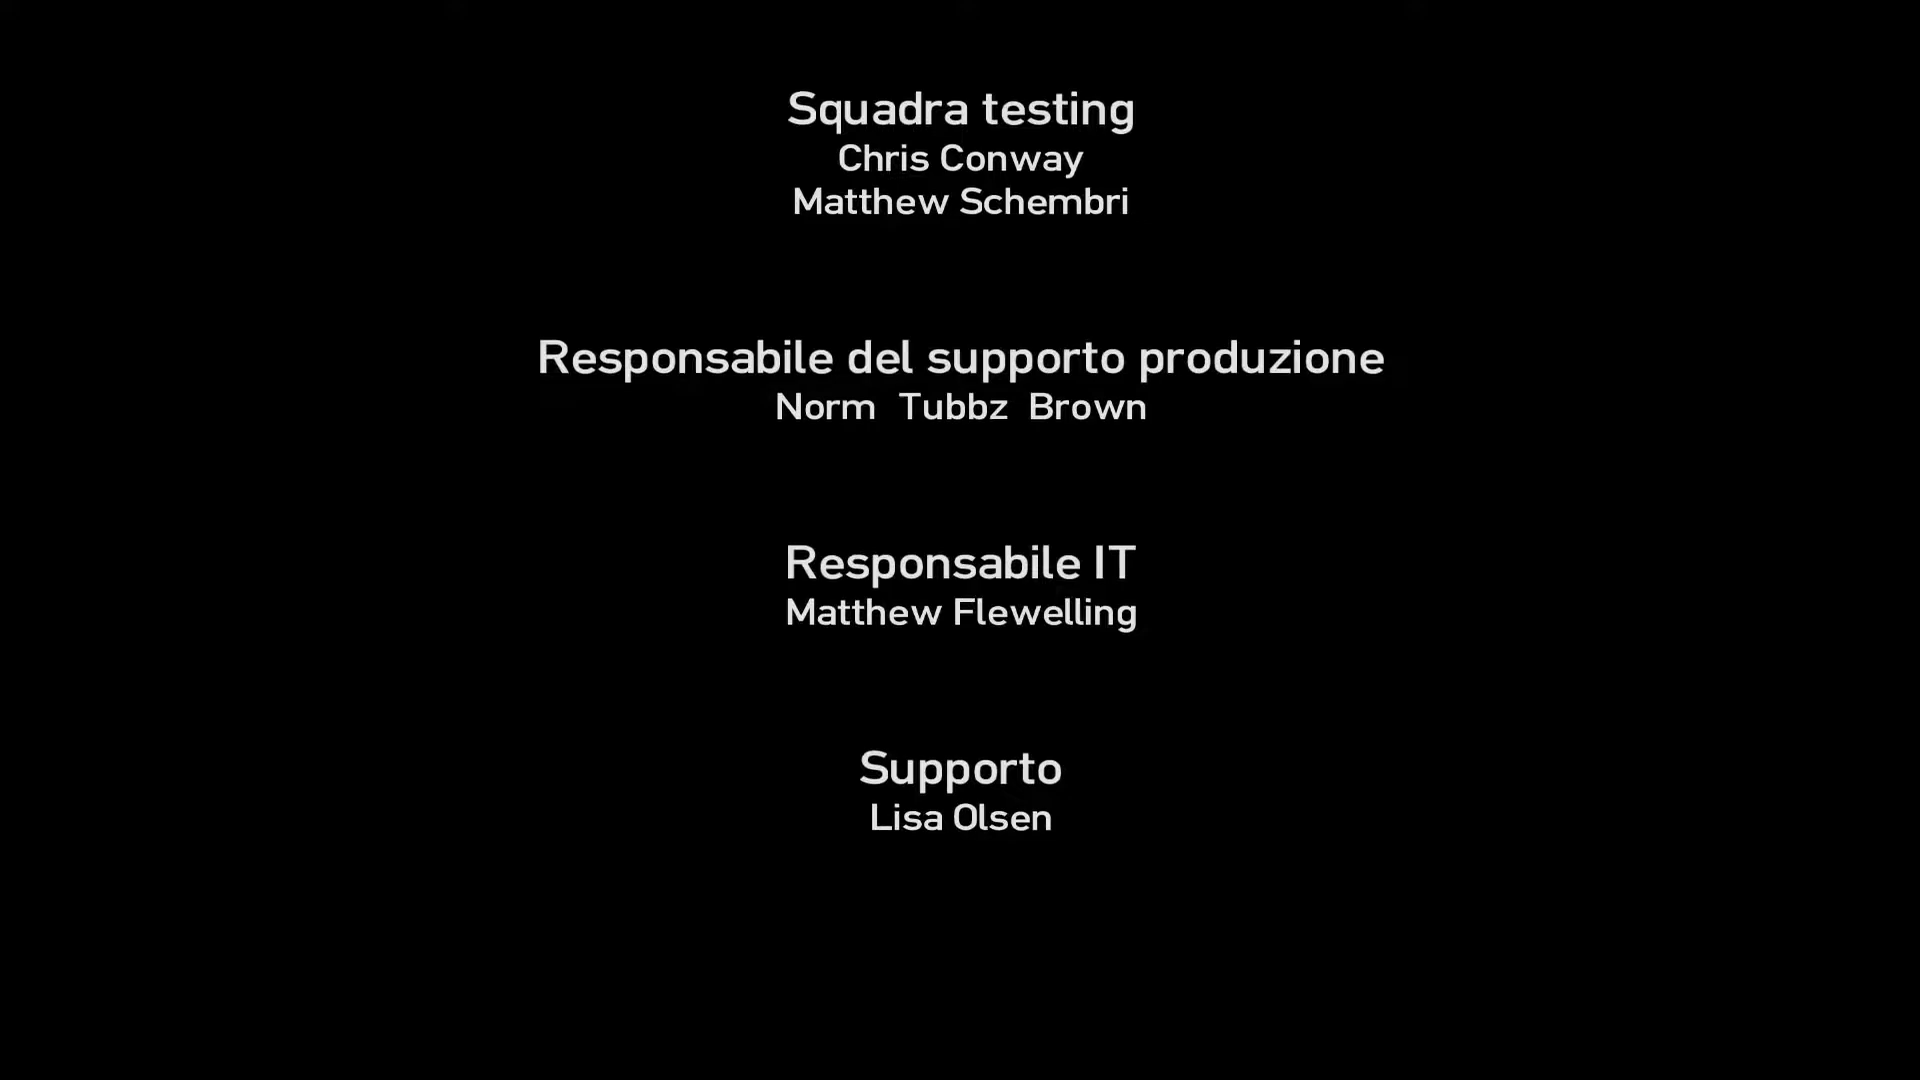 Squadra testing
Chris Conway
Matthew Schembri
Responsabile del supporto produzione
Norm  Tubbz  Brown
Responsabile IT
Matthew Flewelling
Supporto
Lisa Olsen